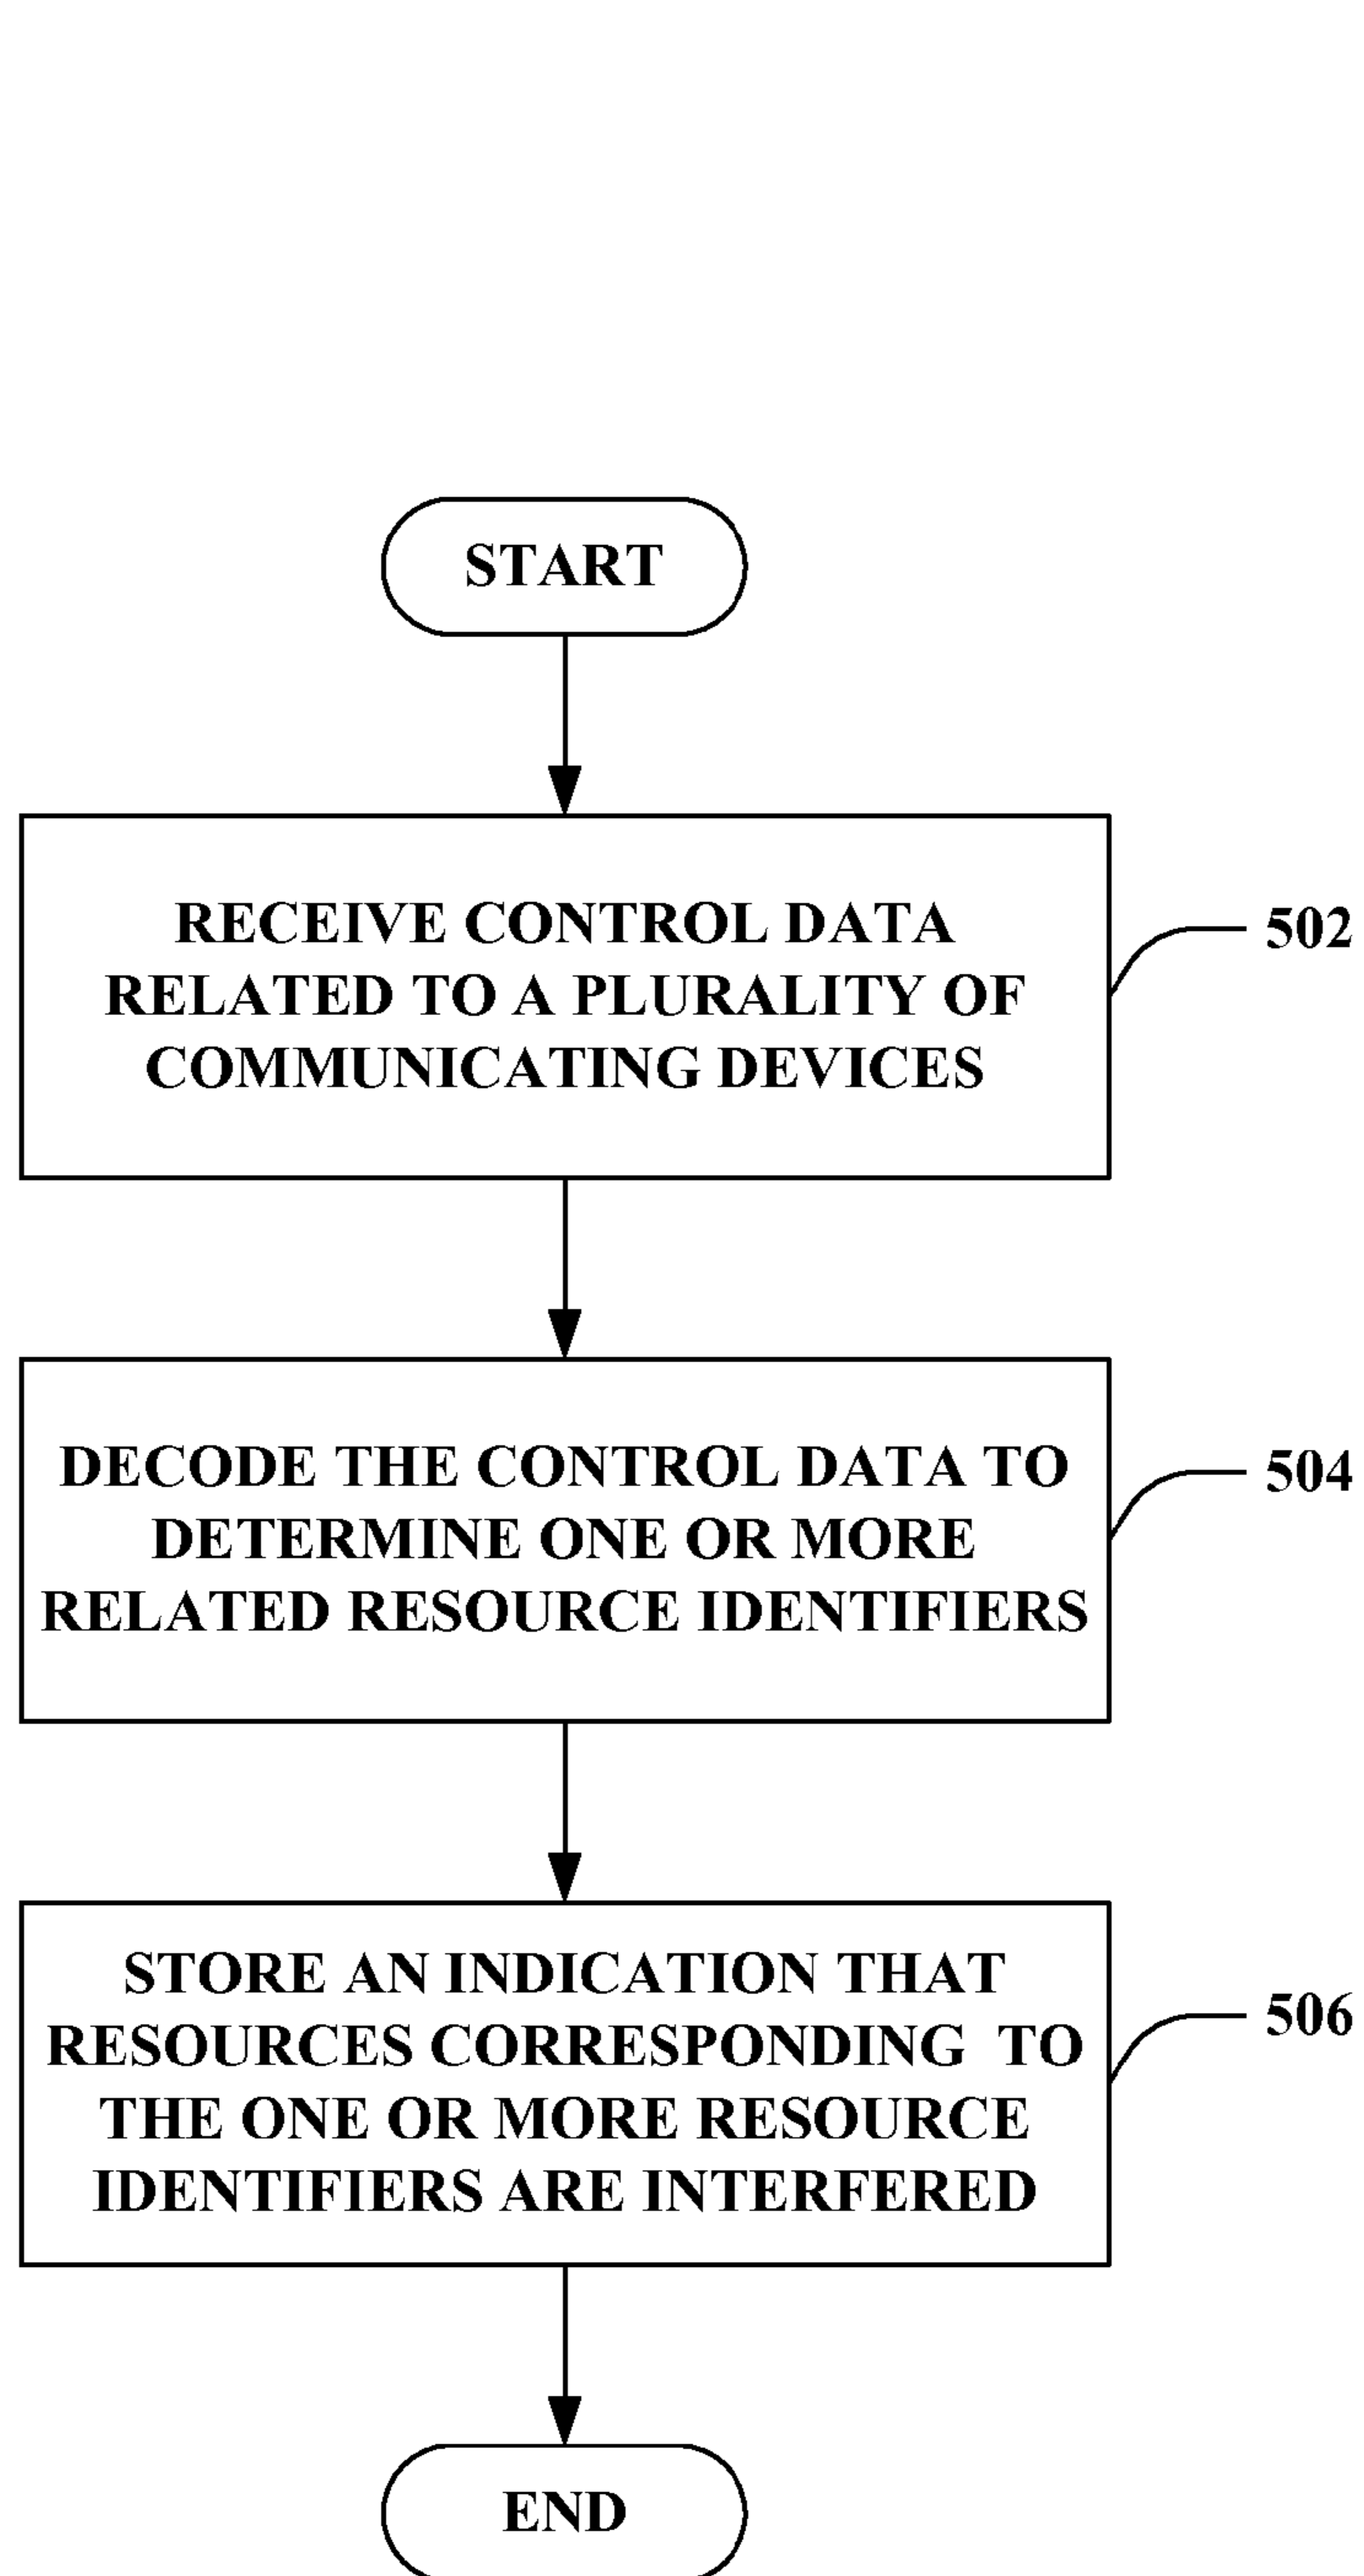 START
RECEIVE CONTROL DATA
RELATED TO A PLURALITY OF
COMMUNICATING DEVICES
502
DECODE THE CONTROL DATA TO
DETERMINE ONE OR MORE
RELATED RESOURCE IDENTIFIERS
504
STORE AN INDICATION THAT
RESOURCES CORRESPONDING TO
THE ONE OR MORE RESOURCE
IDENTIFIERS ARE INTERFERED
506
END